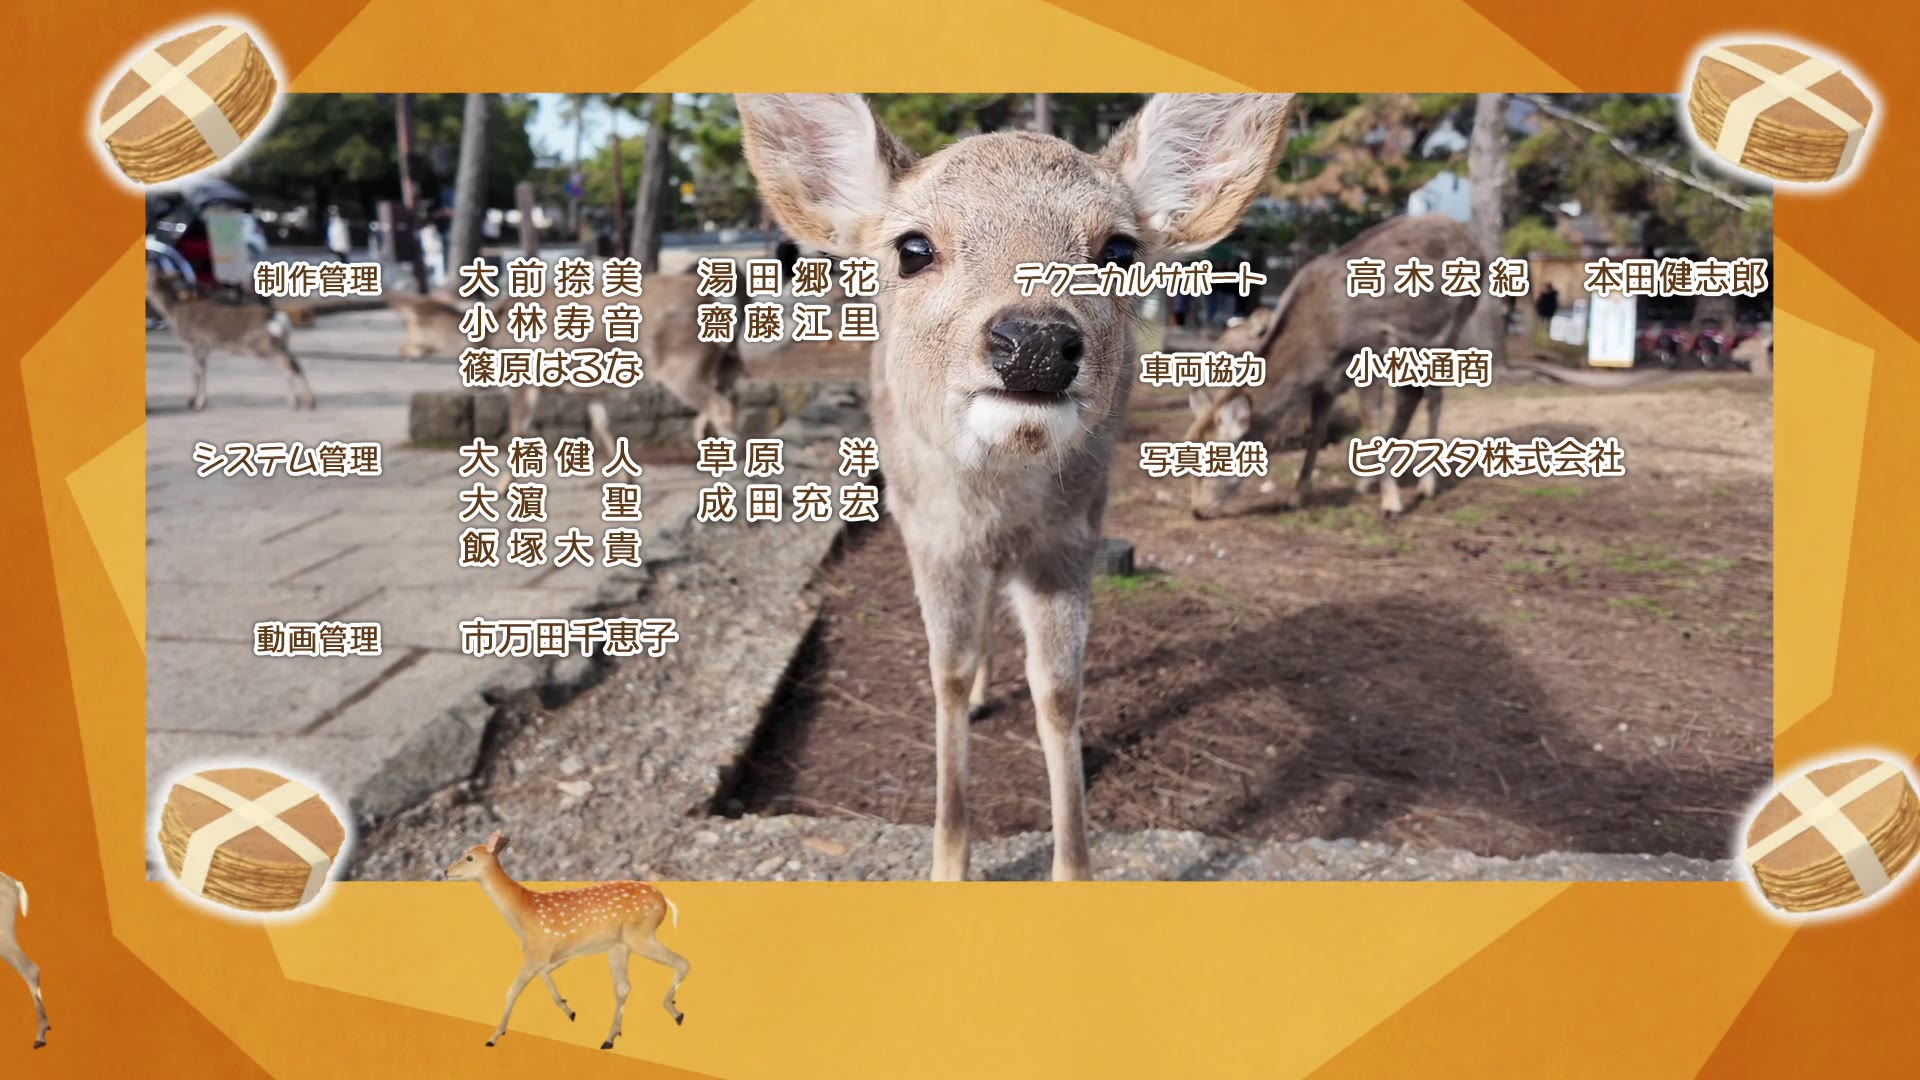 制作管理 大前捺美 湯田郷花
小林寿音 齋藤江里
篠原はるな
システム管理 大橋健人 草原洋
大濵聖 成田充宏
飯塚大貴
動画管理 市万田千恵子
テクニカルサポート 高木宏紀 本田健志郎
車両協力 小松通商
写真提供 ピクスタ株式会社